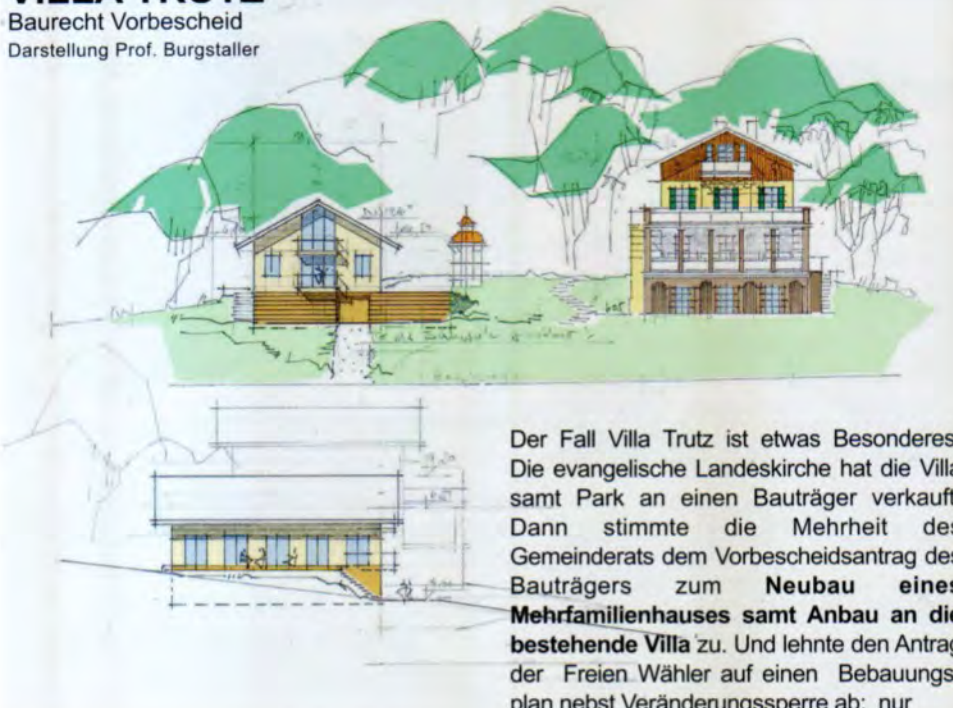 VILLA TRUTZ
Baurecht Vorbescheid
Darstellung Prof. Burgstaller
Der Fall Villa Trutz ist etwas Besonderes
Die evangelische Landeskirche hat die Villa
samt Park an einen Bauträger verkauft
Dann stimmte die Mehrheit des
Gemeinderats dem Vorbescheidsantrag des
Bauträgers zum Neubau eines
Mehrfamilienhauses samt Anbau an die
bestehende Villa zu. Und lehnte den Antrag
der Freien Wähler auf einen Bebauungs
plan nebst Veränderungssperre ab: nur